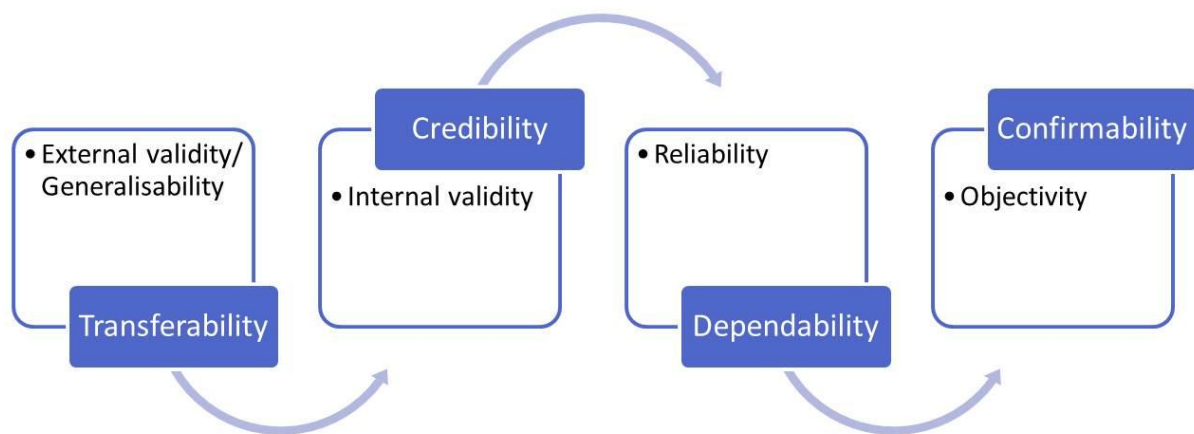 • External validity/
Generalisability
Transferability
Credibility
• Internal validity
• Reliability
Dependability
Confirmability
• Objectivity